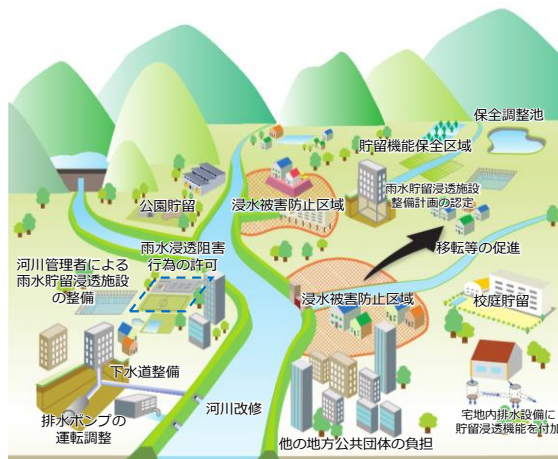 保全調整池
貯留機能保全区域
雨水貯留浸透施設
整備計画の認定
公園貯留
浸水被害防止区域
移転等の促進
雨水浸透阻害
行為の許可
河川管理者による
雨水貯留浸透施設
の整備
浸水被害防止区域
校庭貯留
下水道整備
排水ポンプの
運転調整
河川改修
他の地方公共団体の負担
宅地内排水設備に
貯留浸透機能を付加